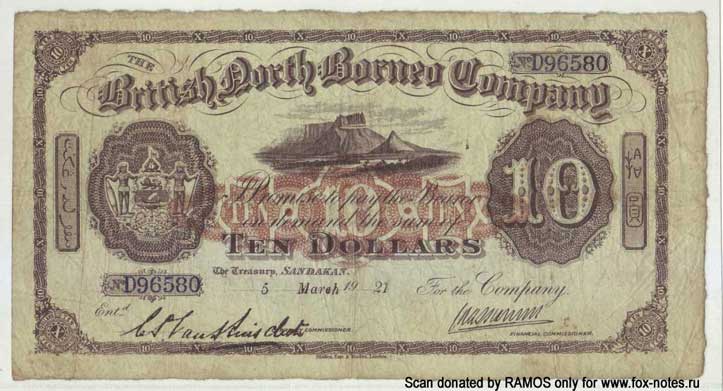 THE
British North Borneo Company
No D96580
I Promise to pay the Bearer
on demand the sum of
10
TEN DOLLARS
No D96580
The Treasury, SANDAKAN.
5 March 1921
For the Company.
Entd.
COMMISSIONER.
FINANCIAL COMMISSIONER.
Scan donated by RAMOS only for www.fox-notes.ru